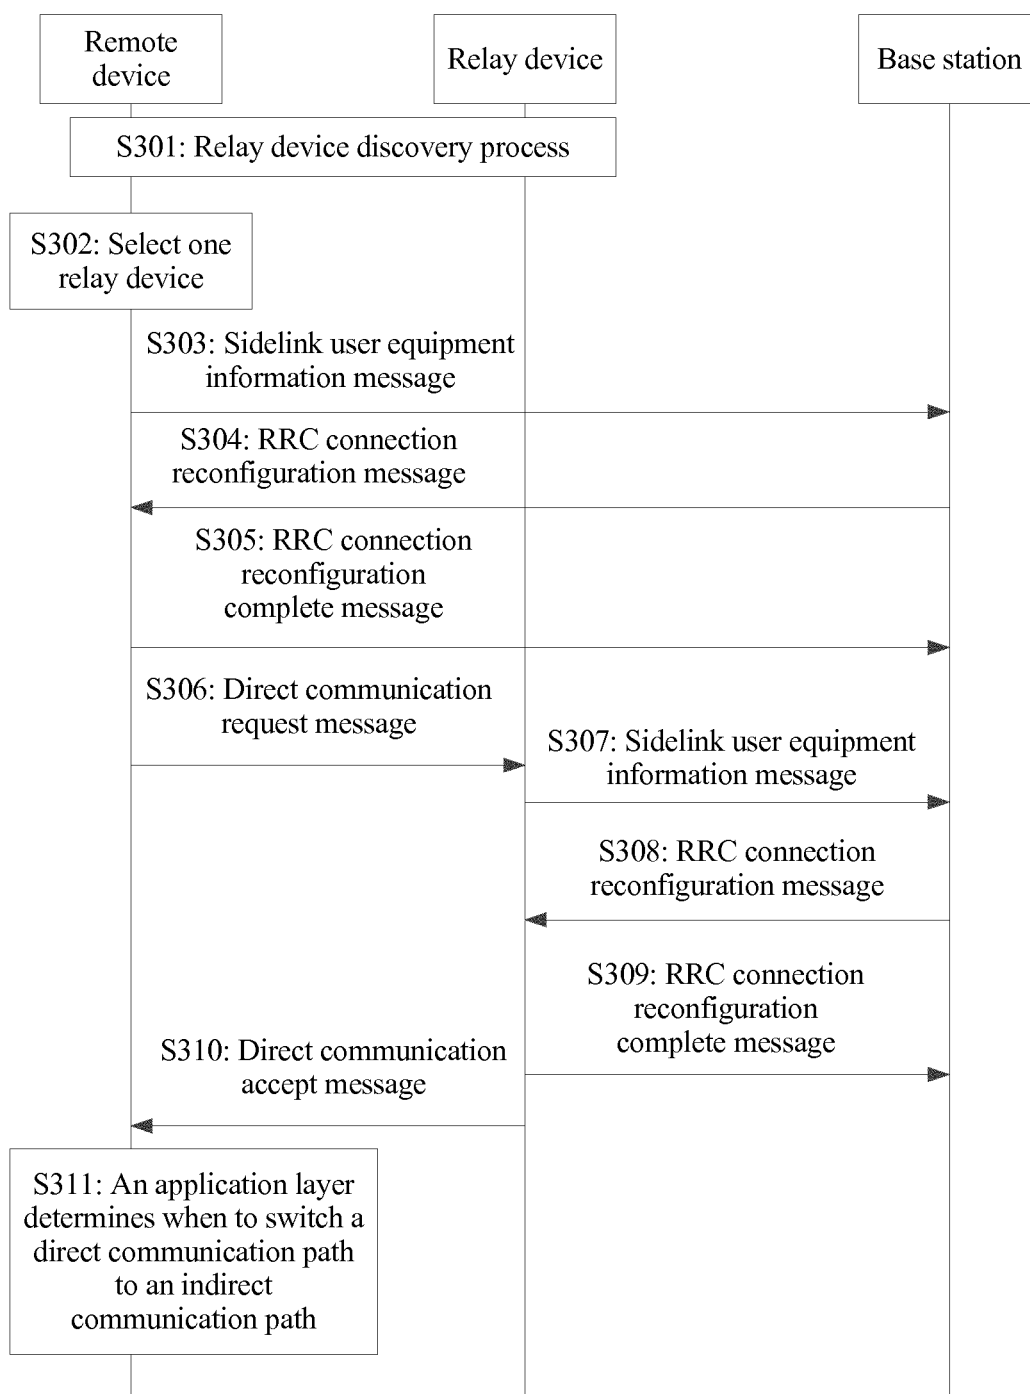 Remote
device
Relay device
Base station
S301: Relay device discovery process
S302: Select one
relay device
S303: Sidelink user equipment
information message
S304: RRC connection
reconfiguration message
S305: RRC connection
reconfiguration
complete message
S306: Direct communication
request message
S307: Sidelink user equipment
information message
S308: RRC connection
reconfiguration message
S309: RRC connection
reconfiguration
complete message
S310: Direct communication
accept message
S311: An application layer
determines when to switch a
direct communication path
to an indirect
communication path